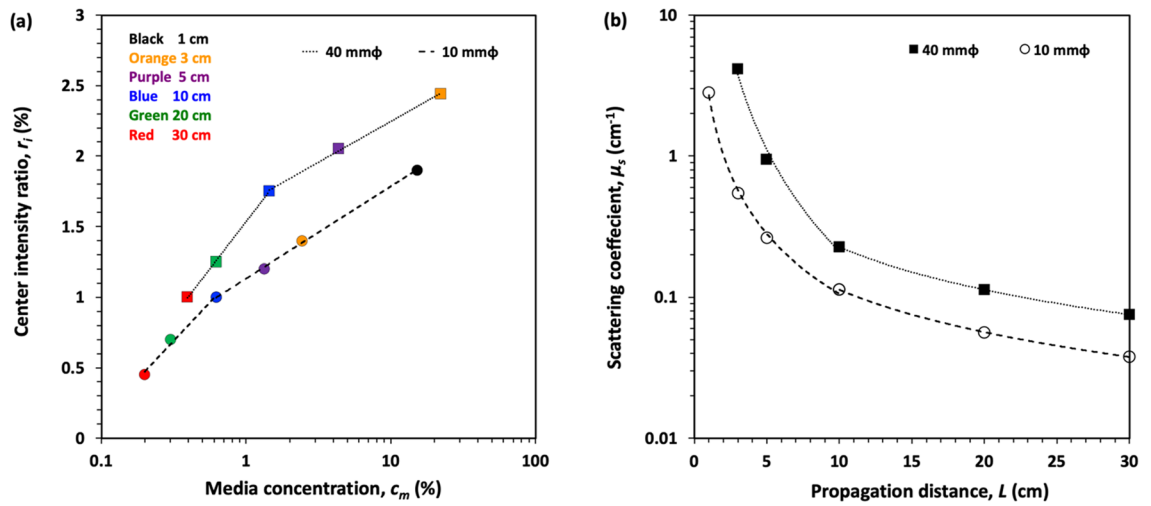 (a)
3
2.5
2
1.5
1
0.5
0
Center intensity ratio, ri (%)
Black 1 cm
Orange 3 cm
Purple 5 cm
Blue 10 cm
Green 20 cm
Red 30 cm
40 mmϕ 10 mmϕ
0.1 1 10 100
Media concentration, cm (%)
(b)
10
1
0.1
0.01
Scattering coeffecient, μs (cm-1)
40 mmϕ 10 mmϕ
0 5 10 15 20 25 30
Propagation distance, L (cm)